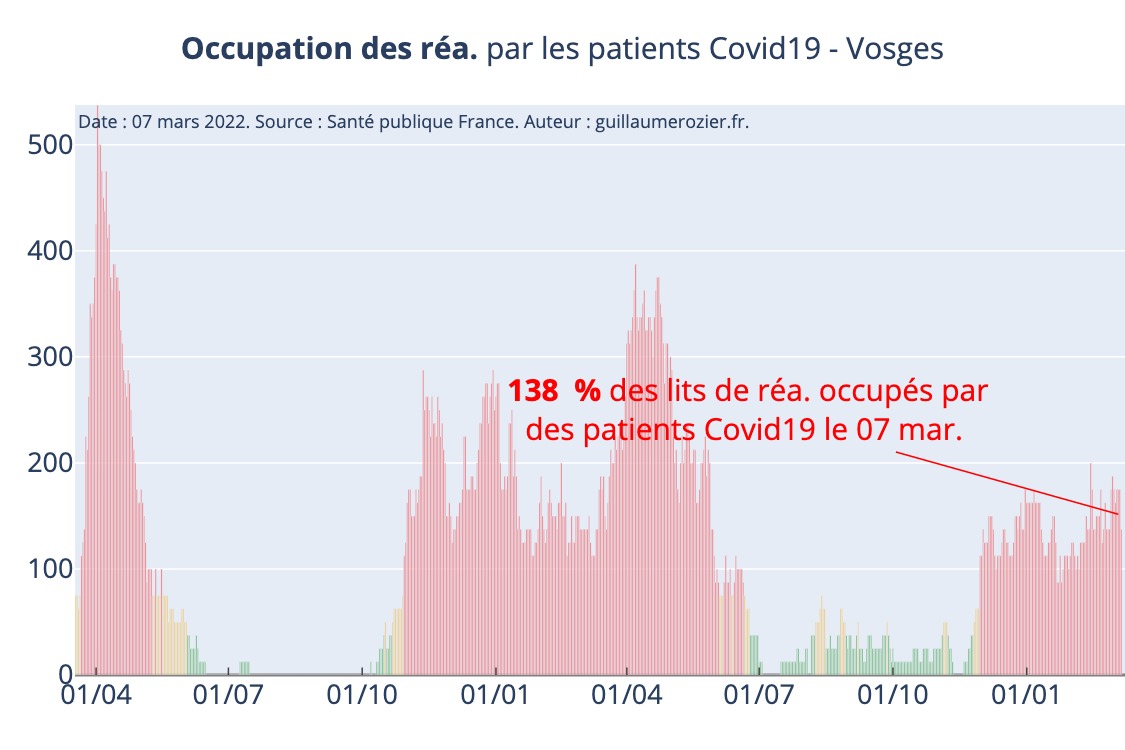 Occupation des réa. par les patients Covid19 - Vosges
Date : 07 mars 2022. Source : Santé publique France. Auteur : guillaumerozier.fr.
500
400
300
138 % des lits de réa. occupés par
des patients Covid19 le 07 mar.
200
100
0
01/04 01/07 01/10 01/01 01/04 01/07 01/10 01/01